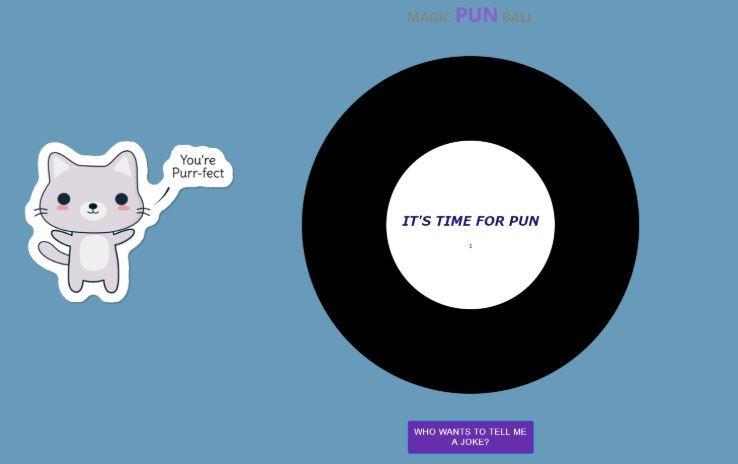 MAGIC PUN BALL
You're
Purr-fect
IT'S TIME FOR PUN
s
WHO WANTS TO TELL ME
A JOKE?